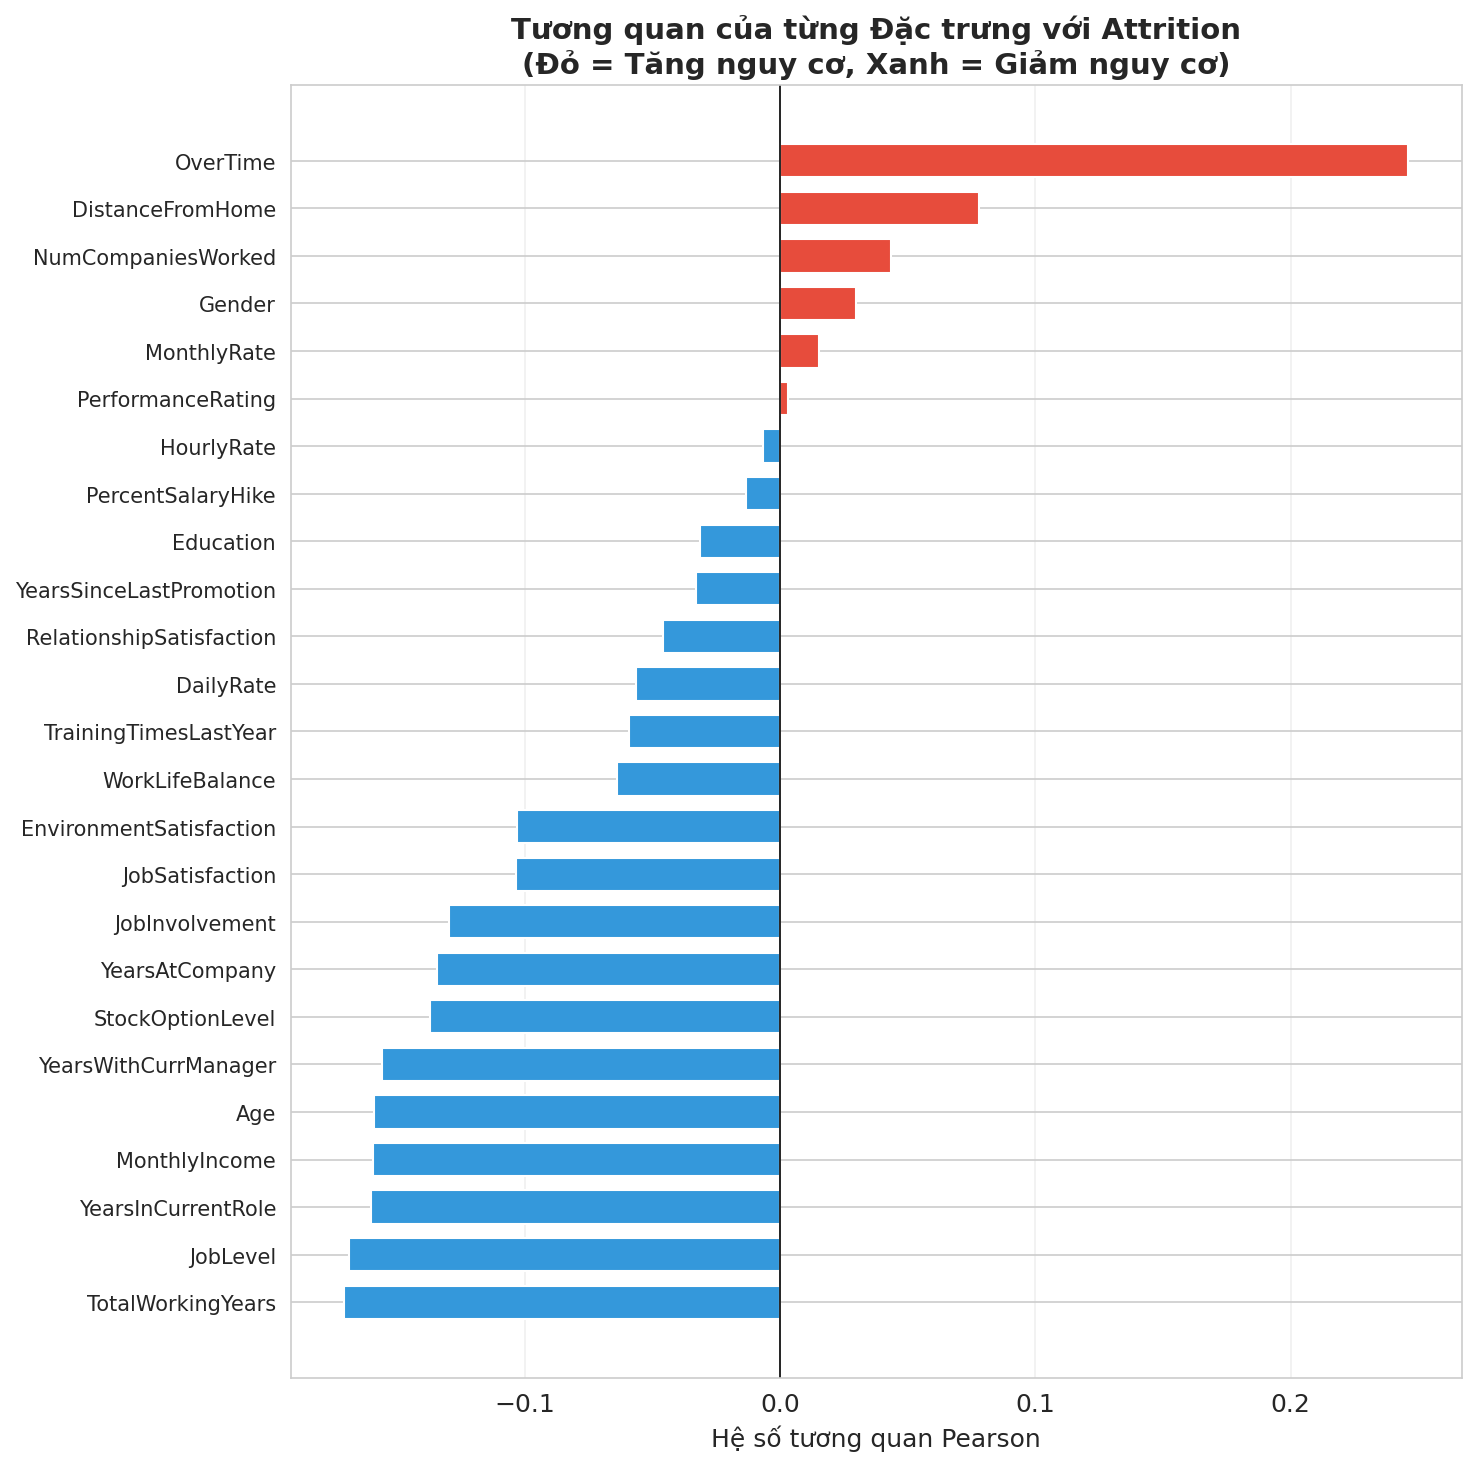 Tương quan của từng Đặc trưng với Attrition
(Đỏ = Tăng nguy cơ, Xanh = Giảm nguy cơ)
OverTime
DistanceFromHome
NumCompaniesWorked
Gender
MonthlyRate
PerformanceRating
HourlyRate
PercentSalaryHike
Education
YearsSinceLastPromotion
RelationshipSatisfaction
DailyRate
TrainingTimesLastYear
WorkLifeBalance
EnvironmentSatisfaction
JobSatisfaction
JobInvolvement
YearsAtCompany
StockOptionLevel
YearsWithCurrManager
Age
MonthlyIncome
YearsInCurrentRole
JobLevel
TotalWorkingYears
−0.1 0.0 0.1 0.2
Hệ số tương quan Pearson